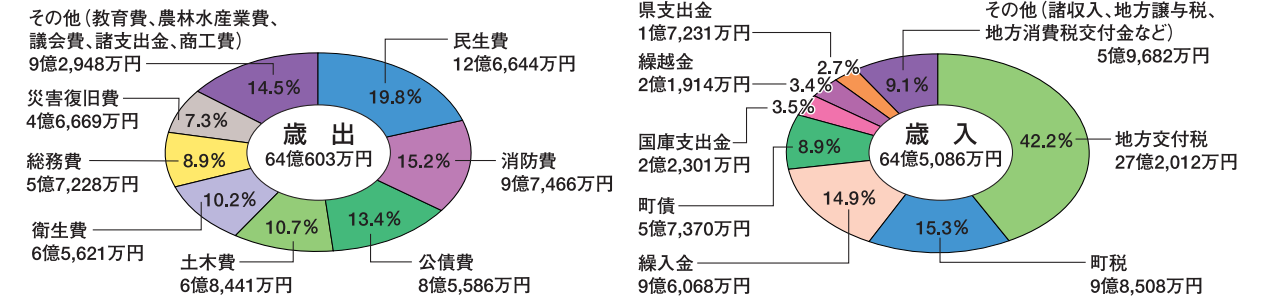 その他（教育費、農林水産業費、
議会費、諸支出金、商工費）
9億2,948万円
14.5%
民生費
12億6,644万円
19.8%
消防費
9億7,466万円
15.2%
公債費
8億5,586万円
13.4%
土木費
6億8,441万円
10.7%
衛生費
6億5,621万円
10.2%
総務費
5億7,228万円
8.9%
災害復旧費
4億6,669万円
7.3%
歳 出
64億603万円
県支出金
1億7,231万円
2.7%
繰越金
2億1,914万円
3.4%
国庫支出金
2億2,301万円
3.5%
町債
5億7,370万円
8.9%
繰入金
9億6,068万円
14.9%
町税
9億8,508万円
15.3%
地方交付税
27億2,012万円
42.2%
その他（諸収入、地方譲与税、
地方消費税交付金など）
5億9,682万円
9.1%
歳 入
64億5,086万円